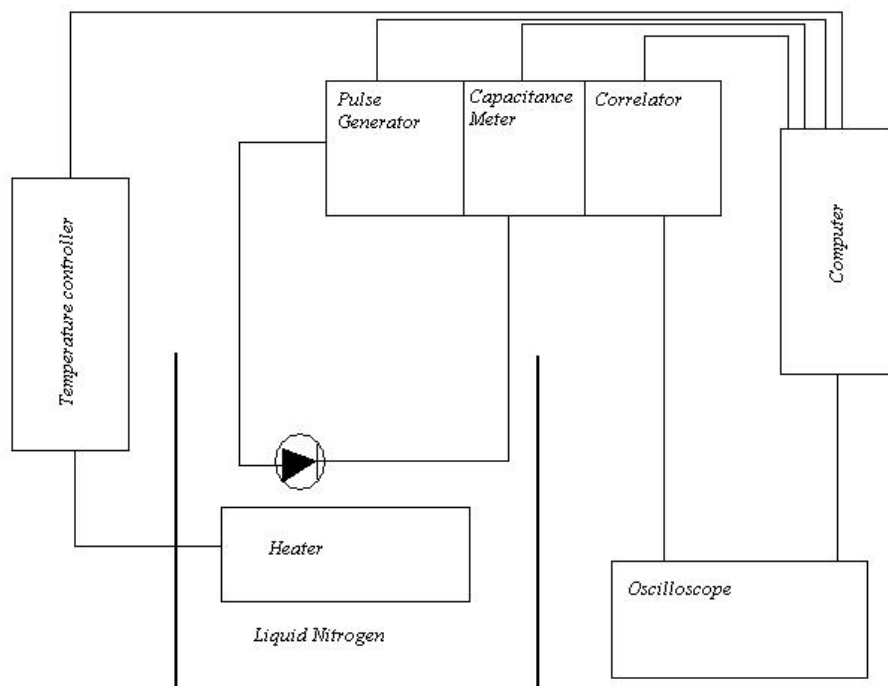 Pulse
Generator
Capacitance
Meter
Correlator
Temperature controller
Computer
Heater
Oscilloscope
Liquid Nitrogen